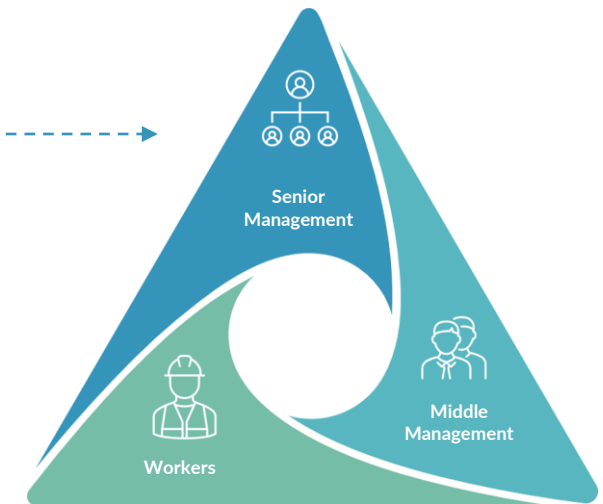 Senior
Management
Middle
Management
Workers